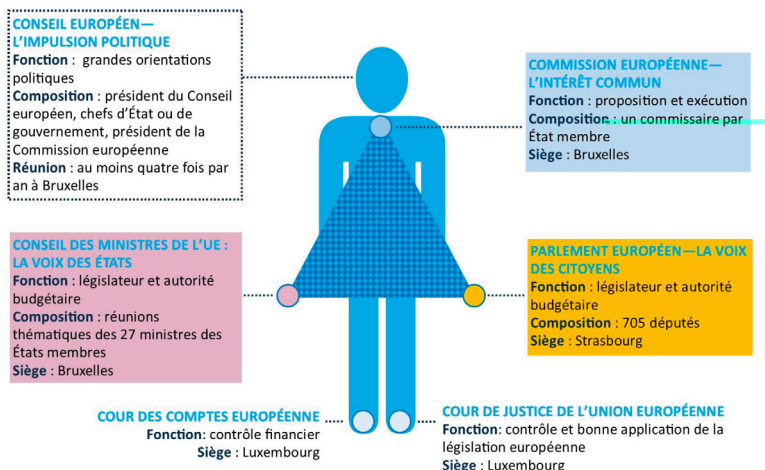 CONSEIL EUROPÉEN—
L’IMPULSION POLITIQUE
Fonction : grandes orientations
politiques
Composition : président du Conseil
européen, chefs d’État ou de
gouvernement, président de la
Commission européenne
Réunion : au moins quatre fois par
an à Bruxelles
COMMISSION EUROPÉENNE—
L’INTÉRÊT COMMUN
Fonction : proposition et exécution
Composition : un commissaire par
État membre
Siège : Bruxelles
CONSEIL DES MINISTRES DE L’UE :
LA VOIX DES ÉTATS
Fonction : législateur et autorité
budgétaire
Composition : réunions
thématiques des 27 ministres des
États membres
Siège : Bruxelles
PARLEMENT EUROPÉEN—LA VOIX
DES CITOYENS
Fonction : législateur et autorité
budgétaire
Composition : 705 députés
Siège : Strasbourg
COUR DES COMPTES EUROPÉENNE
Fonction: contrôle financier
Siège : Luxembourg
COUR DE JUSTICE DE L’UNION EUROPÉENNE
Fonction: contrôle et bonne application de la
législation européenne
Siège : Luxembourg